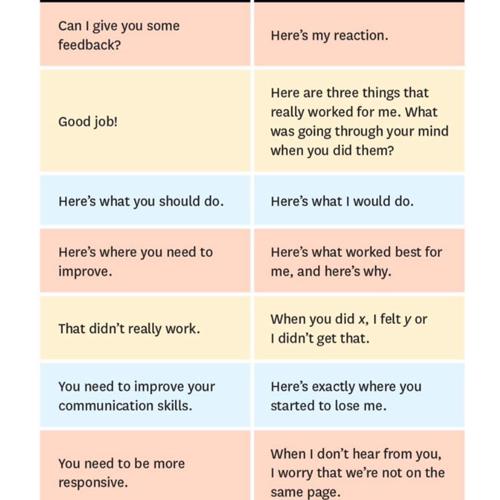 Can I give you some
feedback?
Here’s my reaction.
Good job!
Here are three things that
really worked for me. What
was going through your mind
when you did them?
Here’s what you should do.
Here’s what I would do.
Here’s where you need to
improve.
Here’s what worked best for
me, and here’s why.
That didn’t really work.
When you did x, I felt y or
I didn’t get that.
You need to improve your
communication skills.
Here’s exactly where you
started to lose me.
You need to be more
responsive.
When I don’t hear from you,
I worry that we’re not on the
same page.